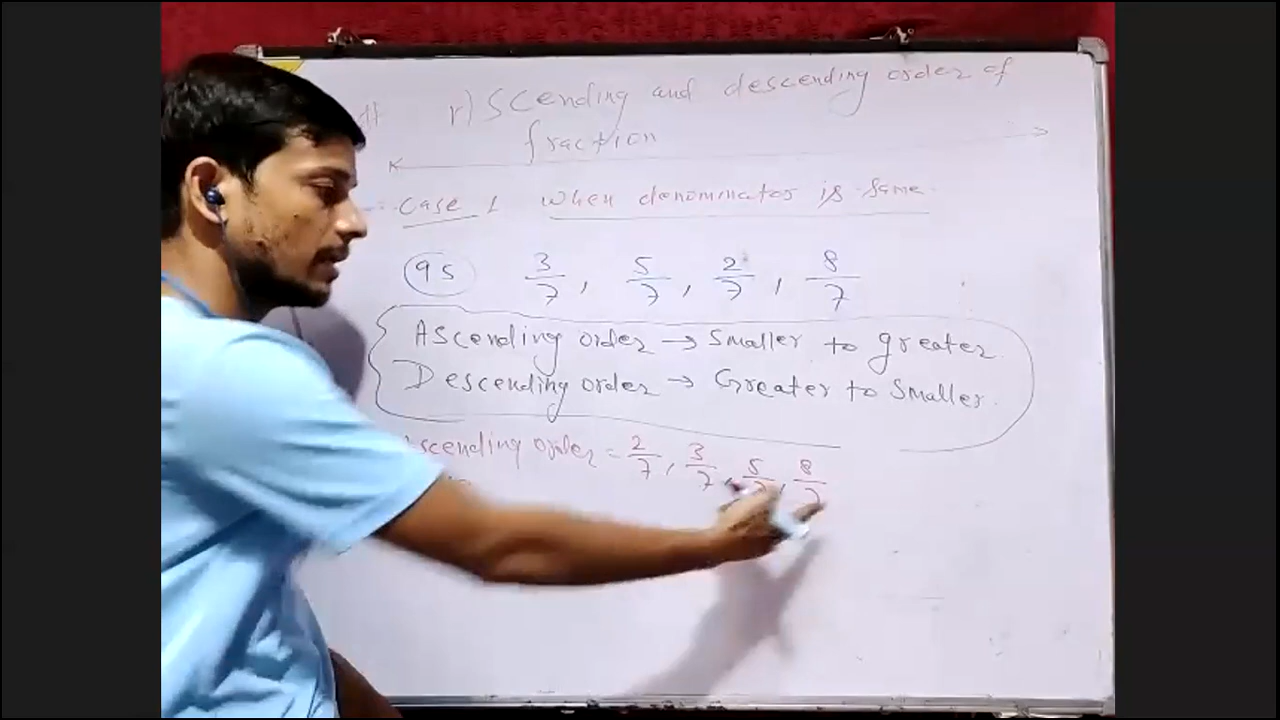 # Ascending and descending order of
fraction
Case 1 When denominator is same.
95 3/7, 5/7, 2/7, 8/7
Ascending order → Smaller to greater.
Descending order → Greater to smaller.
Ascending order = 2/7, 3/7, 5/7, 8/7